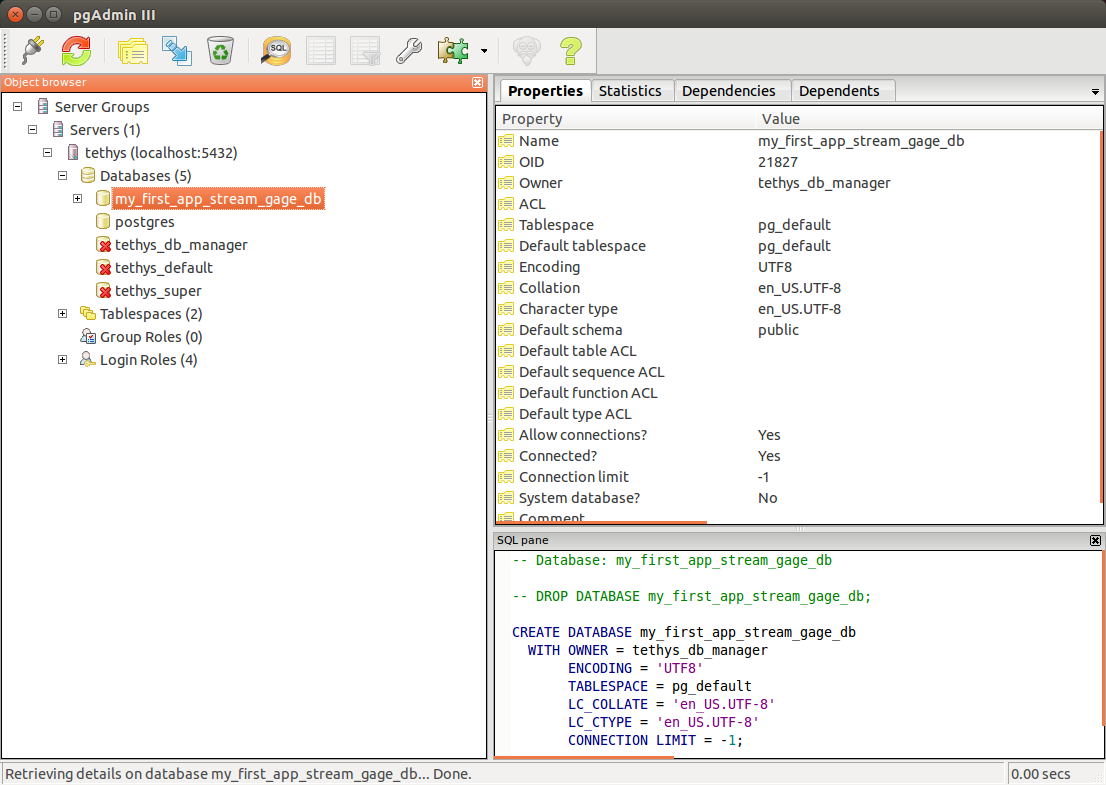 pgAdmin III
SQL
Object browser
Server Groups
Servers (1)
tethys (localhost:5432)
Databases (5)
my_first_app_stream_gage_db
postgres
tethys_db_manager
tethys_default
tethys_super
Tablespaces (2)
Group Roles (0)
Login Roles (4)
Properties Statistics Dependencies Dependents
Property Value
Name my_first_app_stream_gage_db
OID 21827
Owner tethys_db_manager
ACL
Tablespace pg_default
Default tablespace pg_default
Encoding UTF8
Collation en_US.UTF-8
Character type en_US.UTF-8
Default schema public
Default table ACL
Default sequence ACL
Default function ACL
Default type ACL
Allow connections? Yes
Connected? Yes
Connection limit -1
System database? No
Comment
SQL pane
-- Database: my_first_app_stream_gage_db
-- DROP DATABASE my_first_app_stream_gage_db;
CREATE DATABASE my_first_app_stream_gage_db
WITH OWNER = tethys_db_manager
ENCODING = 'UTF8'
TABLESPACE = pg_default
LC_COLLATE = 'en_US.UTF-8'
LC_CTYPE = 'en_US.UTF-8'
CONNECTION LIMIT = -1;
Retrieving details on database my_first_app_stream_gage_db... Done.
0.00 secs